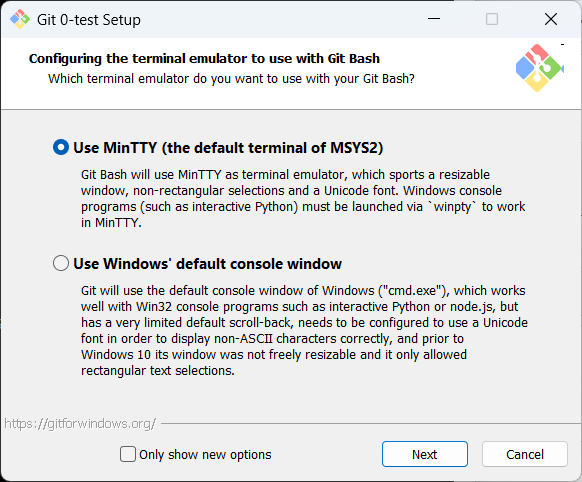 Git 0-test Setup
Configuring the terminal emulator to use with Git Bash
Which terminal emulator do you want to use with your Git Bash?
Use MinTTY (the default terminal of MSYS2)
Git Bash will use MinTTY as terminal emulator, which sports a resizable
window, non-rectangular selections and a Unicode font. Windows console
programs (such as interactive Python) must be launched via `winpty` to work
in MinTTY.
Use Windows' default console window
Git will use the default console window of Windows ("cmd.exe"), which works
well with Win32 console programs such as interactive Python or node.js, but
has a very limited default scroll-back, needs to be configured to use a Unicode
font in order to display non-ASCII characters correctly, and prior to
Windows 10 its window was not freely resizable and it only allowed
rectangular text selections.
https://gitforwindows.org/
Only show new options
Next
Cancel